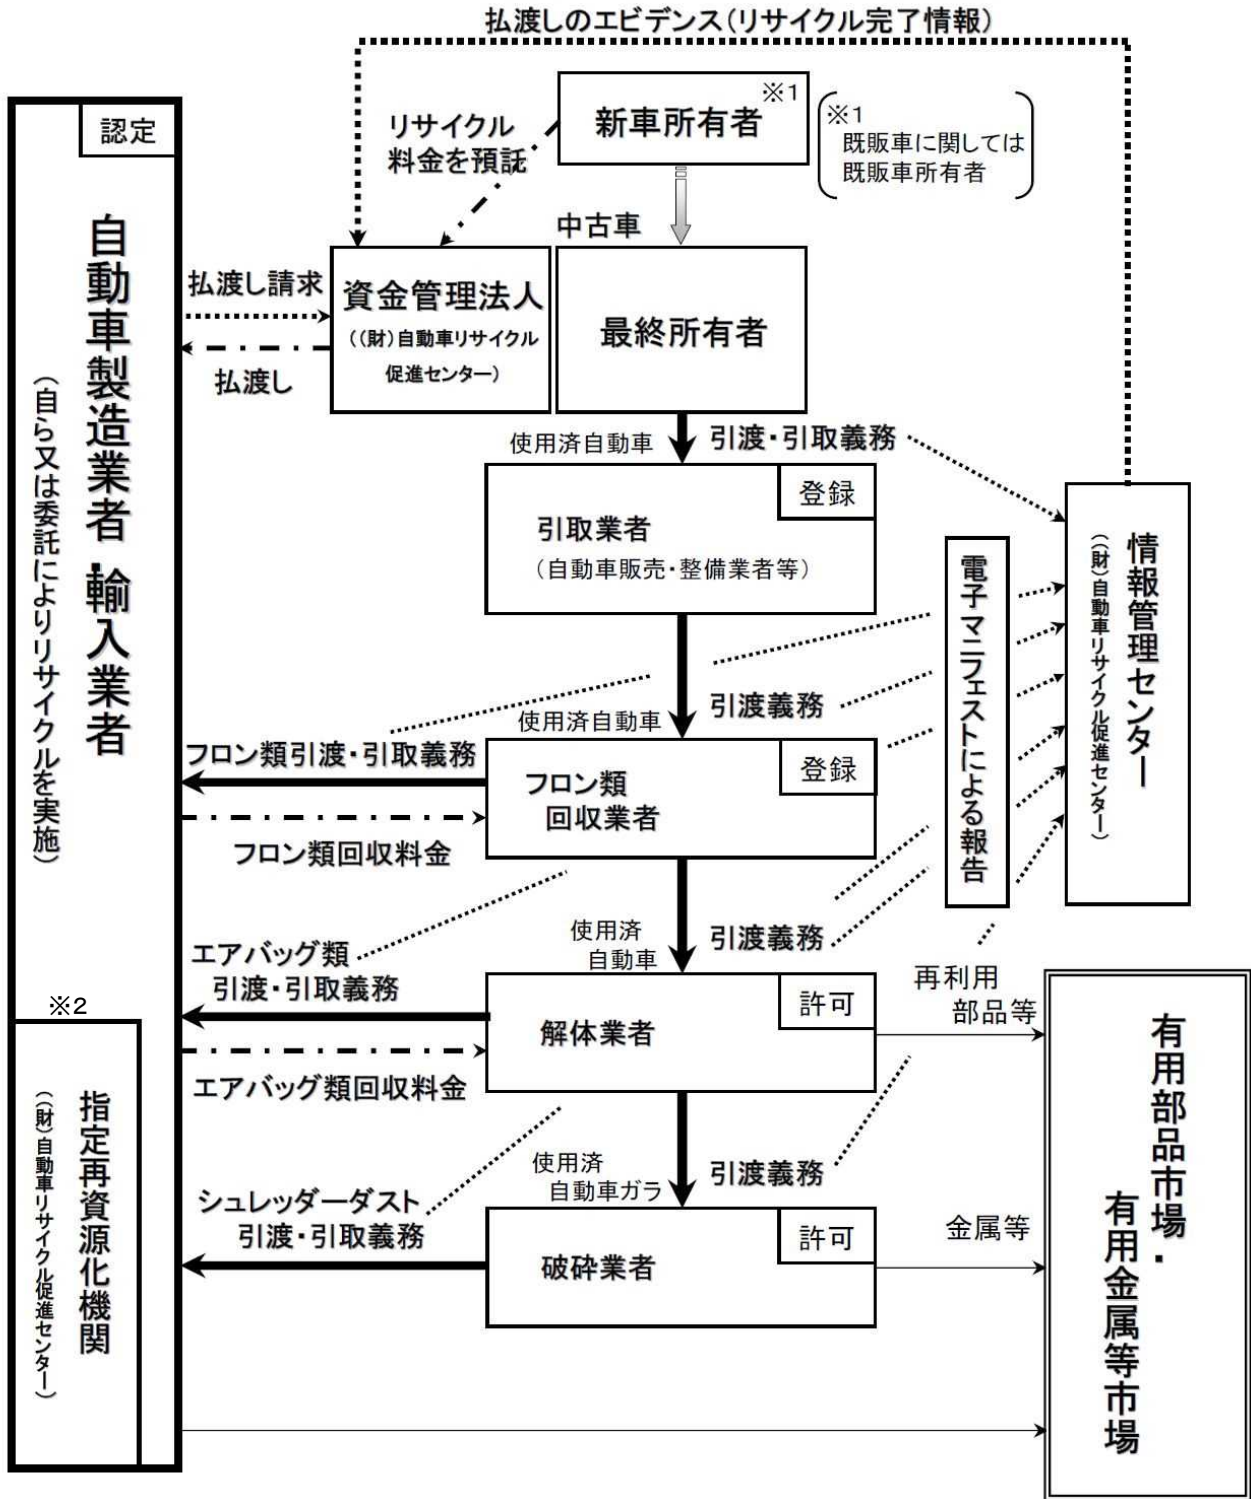 払渡しのエビデンス(リサイクル完了情報)
新車所有者※1
※1
既販車に関しては
既販車所有者
リサイクル
料金を預託
中古車
認定
自動車製造業者・輸入業者
(自ら又は委託によりリサイクルを実施)
払渡し請求
払渡し
資金管理法人
((財)自動車リサイクル
促進センター)
最終所有者
使用済自動車
引渡・引取義務
登録
引取業者
(自動車販売・整備業者等)
電子マニフェストによる報告
情報管理センター
((財)自動車リサイクル促進センター)
使用済自動車
引渡義務
フロン類引渡・引取義務
フロン類回収料金
登録
フロン類
回収業者
使用済
自動車
引渡義務
エアバッグ類
引渡・引取義務
エアバッグ類回収料金
許可
解体業者
再利用
部品等
※2
指定再資源化機関
((財)自動車リサイクル促進センター)
使用済
自動車ガラ
引渡義務
シュレッダーダスト
引渡・引取義務
許可
破砕業者
金属等
有用部品市場・
有用金属等市場